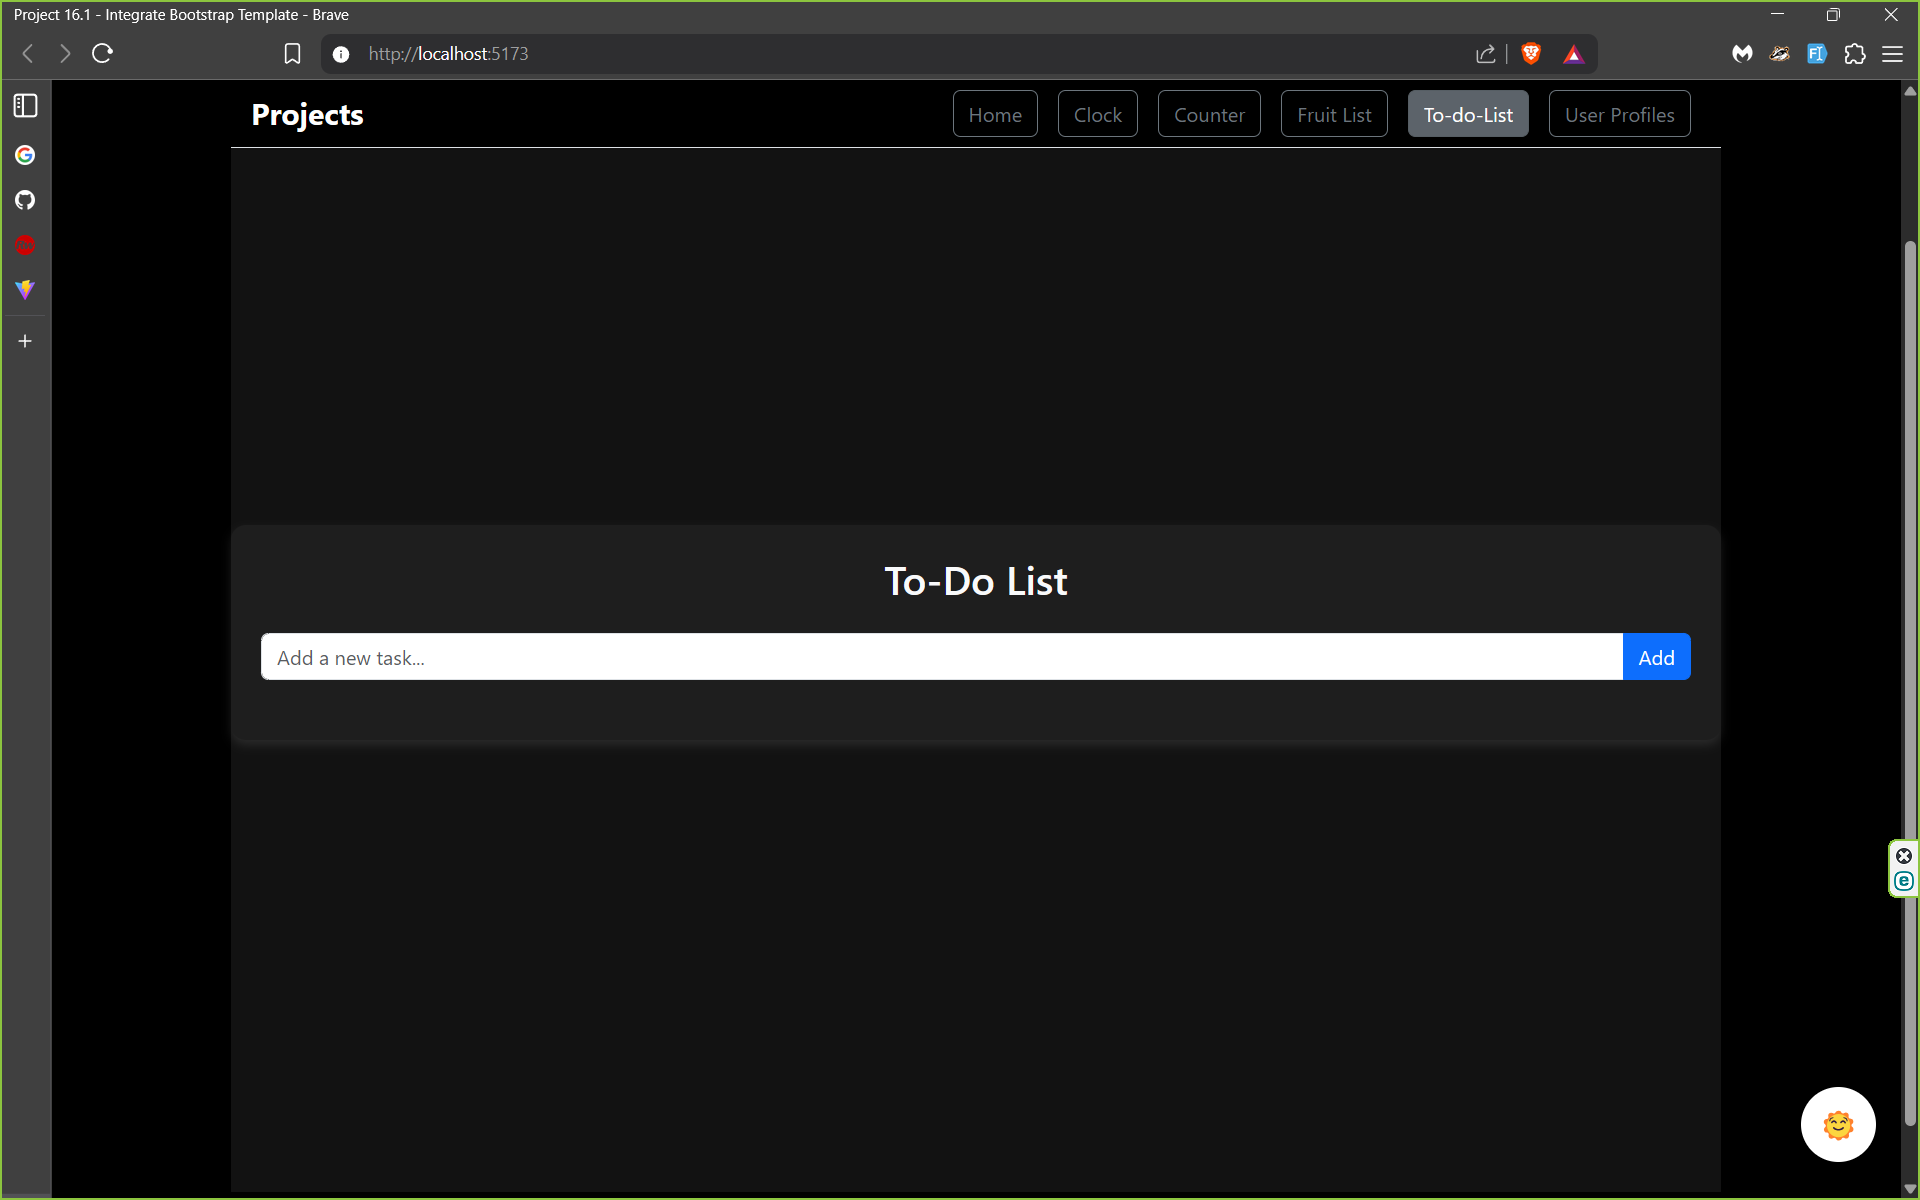 Project 16.1 - Integrate Bootstrap Template - Brave
http://localhost:5173
Projects
Home
Clock
Counter
Fruit List
To-do-List
User Profiles
To-Do List
Add a new task...
Add